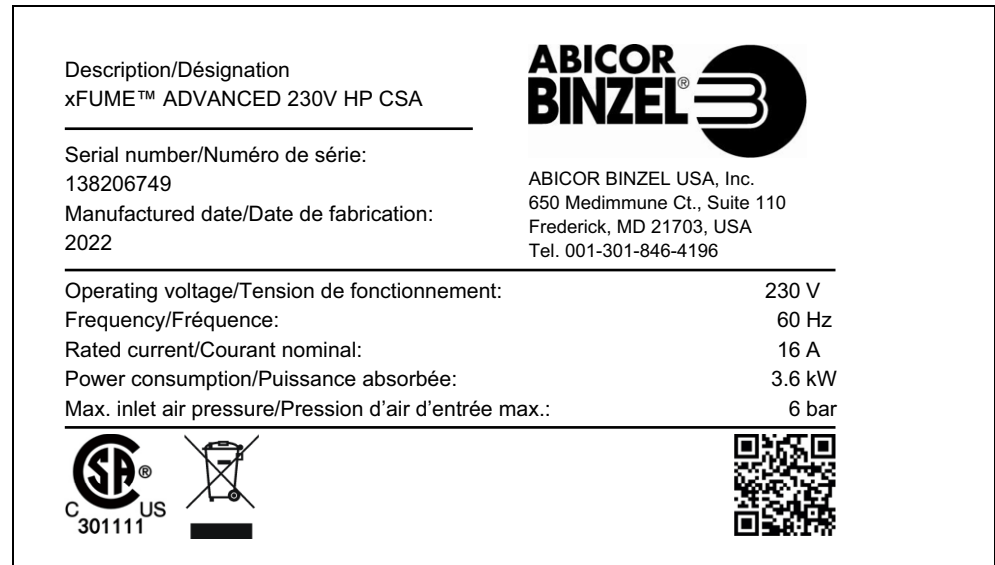 Description/Désignation
xFUME™ ADVANCED 230V HP CSA
Serial number/Numéro de série:
138206749
Manufactured date/Date de fabrication:
2022
ABICOR
BINZEL®
ABICOR BINZEL USA, Inc.
650 Medimmune Ct., Suite 110
Frederick, MD 21703, USA
Tel. 001-301-846-4196
Operating voltage/Tension de fonctionnement: 230 V
Frequency/Fréquence: 60 Hz
Rated current/Courant nominal: 16 A
Power consumption/Puissance absorbée: 3.6 kW
Max. inlet air pressure/Pression d’air d’entrée max.: 6 bar
CSA®
C US
301111